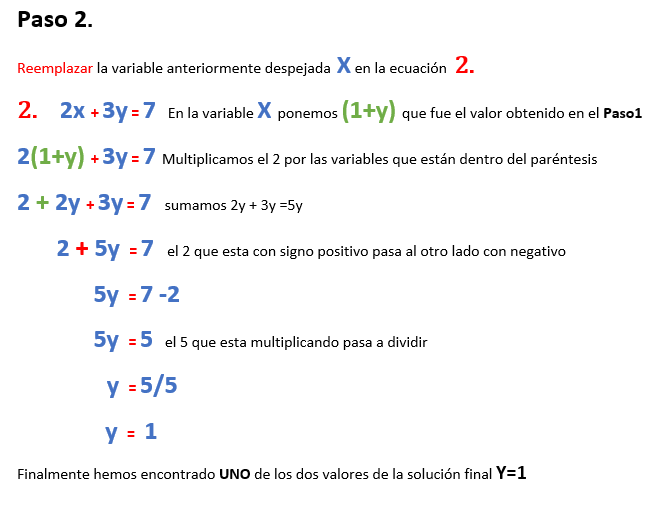 Paso 2.
Reemplazar la variable anteriormente despejada X en la ecuación 2.
2. 2x + 3y = 7 En la variable X ponemos (1+y) que fue el valor obtenido en el Paso1
2(1+y) + 3y = 7 Multiplicamos el 2 por las variables que están dentro del paréntesis
2 + 2y + 3y = 7 sumamos 2y + 3y =5y
2 + 5y = 7 el 2 que esta con signo positivo pasa al otro lado con negativo
5y = 7 -2
5y = 5 el 5 que esta multiplicando pasa a dividir
y = 5/5
y = 1
Finalmente hemos encontrado UNO de los dos valores de la solución final Y=1